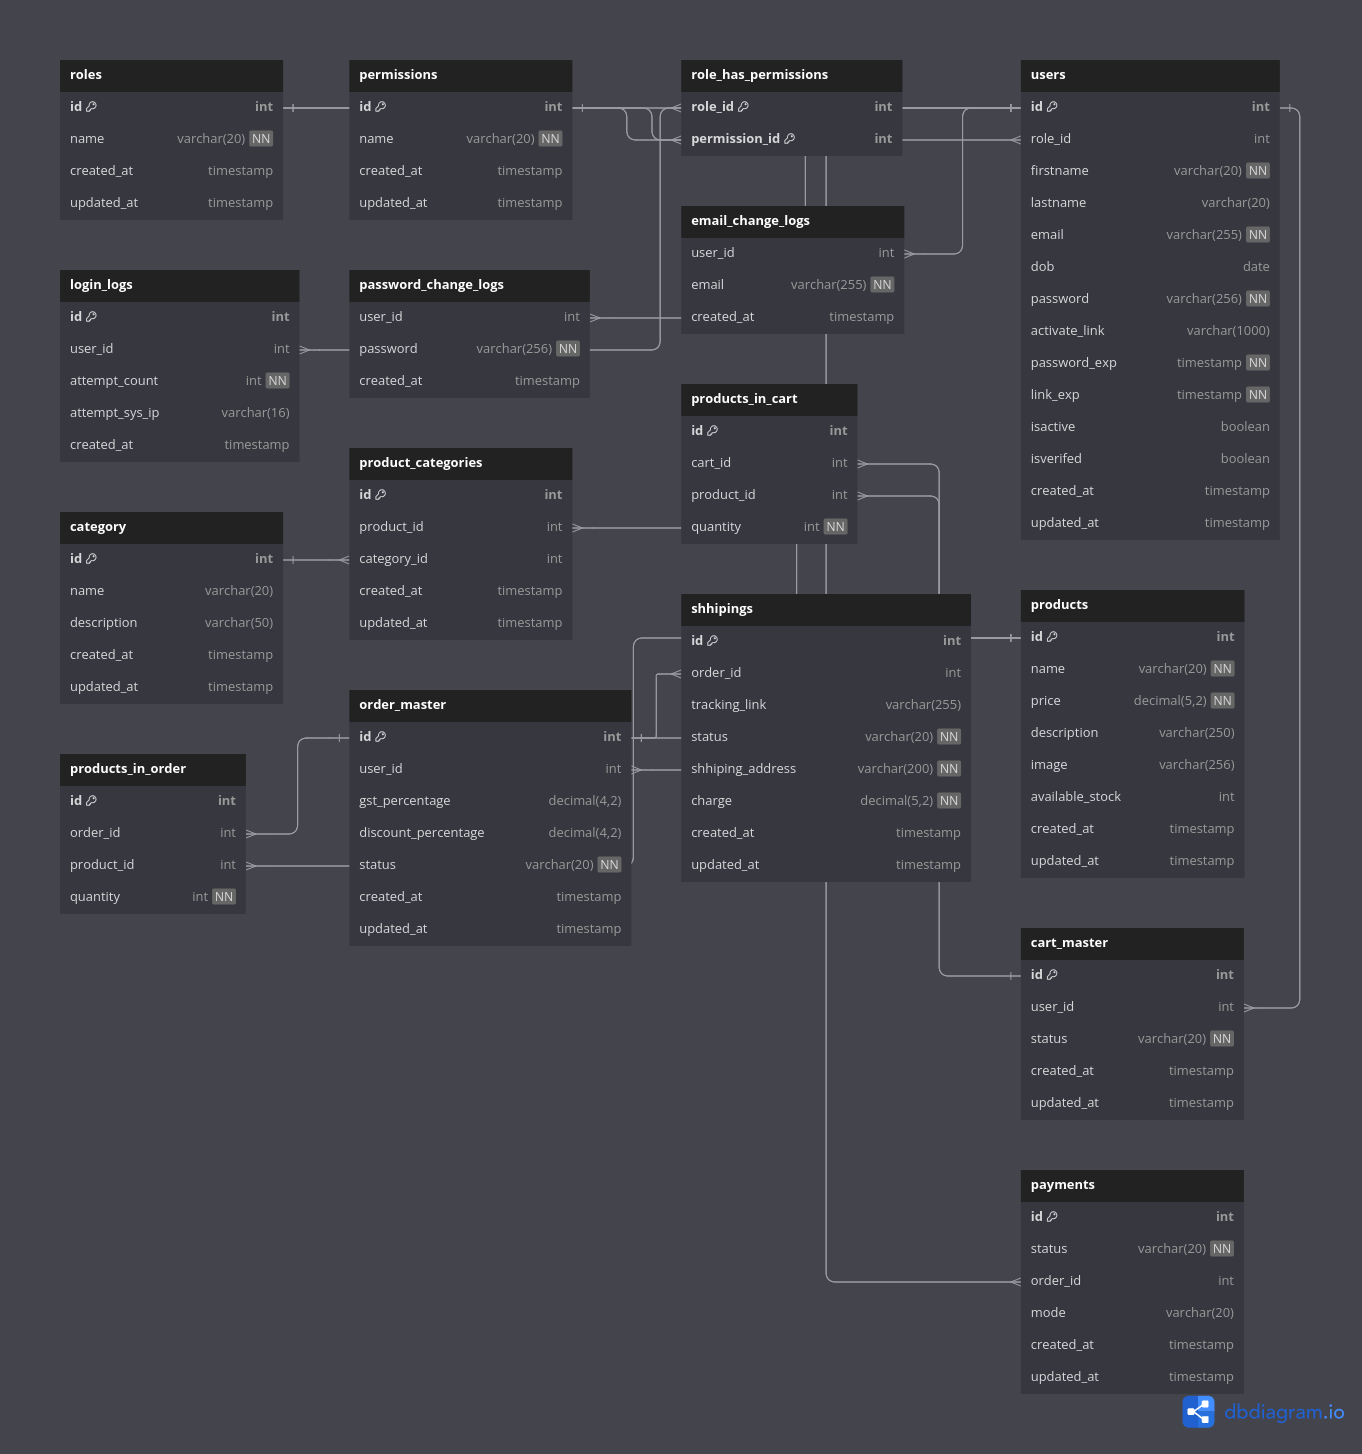 roles
id int
name varchar(20) NN
created_at timestamp
updated_at timestamp
permissions
id int
name varchar(20) NN
created_at timestamp
updated_at timestamp
role_has_permissions
role_id int
permission_id int
users
id int
role_id int
firstname varchar(20) NN
lastname varchar(20)
email varchar(255) NN
dob date
password varchar(256) NN
activate_link varchar(1000)
password_exp timestamp NN
link_exp timestamp NN
isactive boolean
isverifed boolean
created_at timestamp
updated_at timestamp
email_change_logs
user_id int
email varchar(255) NN
created_at timestamp
login_logs
id int
user_id int
attempt_count int NN
attempt_sys_ip varchar(16)
created_at timestamp
password_change_logs
user_id int
password varchar(256) NN
created_at timestamp
products_in_cart
id int
cart_id int
product_id int
quantity int NN
product_categories
id int
product_id int
category_id int
created_at timestamp
updated_at timestamp
category
id int
name varchar(20)
description varchar(50)
created_at timestamp
updated_at timestamp
shhipings
id int
order_id int
tracking_link varchar(255)
status varchar(20) NN
shhiping_address varchar(200) NN
charge decimal(5,2) NN
created_at timestamp
updated_at timestamp
products
id int
name varchar(20) NN
price decimal(5,2) NN
description varchar(250)
image varchar(256)
available_stock int
created_at timestamp
updated_at timestamp
order_master
id int
user_id int
gst_percentage decimal(4,2)
discount_percentage decimal(4,2)
status varchar(20) NN
created_at timestamp
updated_at timestamp
products_in_order
id int
order_id int
product_id int
quantity int NN
cart_master
id int
user_id int
status varchar(20) NN
created_at timestamp
updated_at timestamp
payments
id int
status varchar(20) NN
order_id int
mode varchar(20)
created_at timestamp
updated_at timestamp
dbdiagram.io